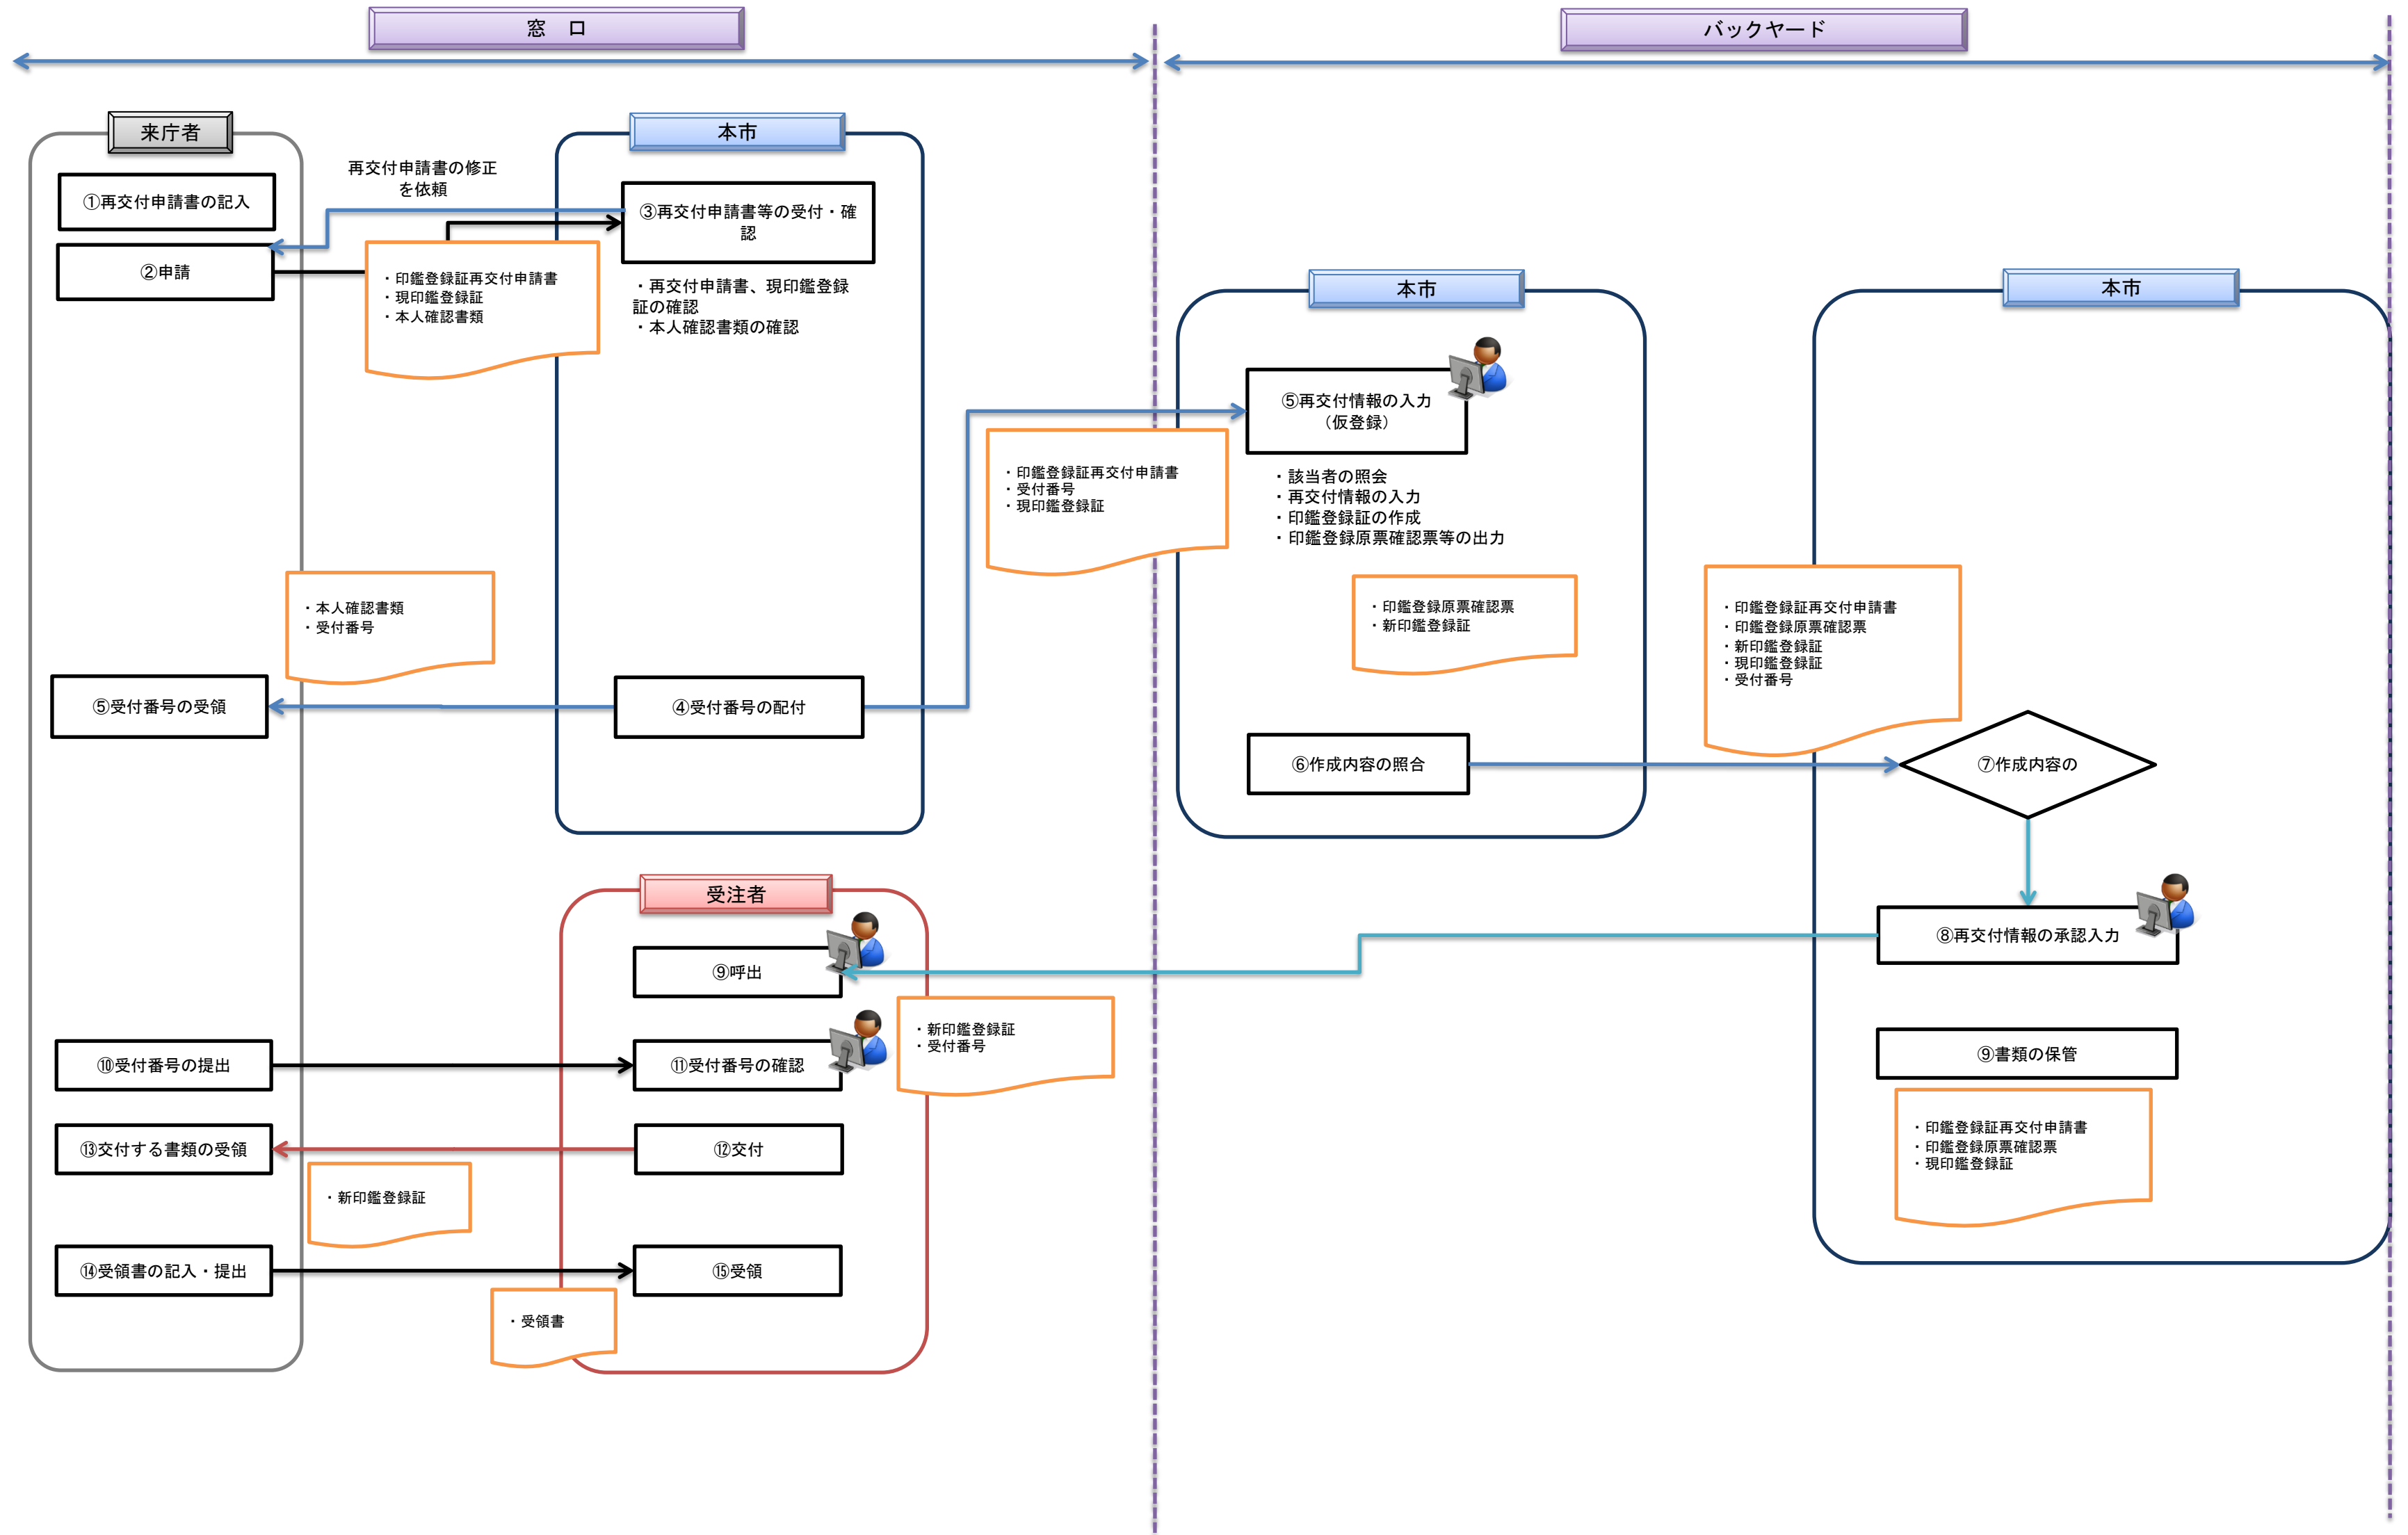 窓　口
バックヤード
来庁者
本市
①再交付申請書の記入
再交付申請書の修正
を依頼
③再交付申請書等の受付・確
認
②申請
・印鑑登録証再交付申請書
・現印鑑登録証
・本人確認書類
・再交付申請書、現印鑑登録
証の確認
・本人確認書類の確認
本市
本市
⑤再交付情報の入力
（仮登録）
・印鑑登録証再交付申請書
・受付番号
・現印鑑登録証
・該当者の照会
・再交付情報の入力
・印鑑登録証の作成
・印鑑登録原票確認票等の出力
・本人確認書類
・受付番号
・印鑑登録原票確認票
・新印鑑登録証
・印鑑登録証再交付申請書
・印鑑登録原票確認票
・新印鑑登録証
・現印鑑登録証
・受付番号
⑤受付番号の受領
④受付番号の配付
⑥作成内容の照合
⑦作成内容の
受注者
⑨呼出
⑧再交付情報の承認入力
・新印鑑登録証
・受付番号
⑩受付番号の提出
⑪受付番号の確認
⑨書類の保管
・印鑑登録証再交付申請書
・印鑑登録原票確認票
・現印鑑登録証
⑬交付する書類の受領
⑫交付
・新印鑑登録証
⑭受領書の記入・提出
⑮受領
・受領書